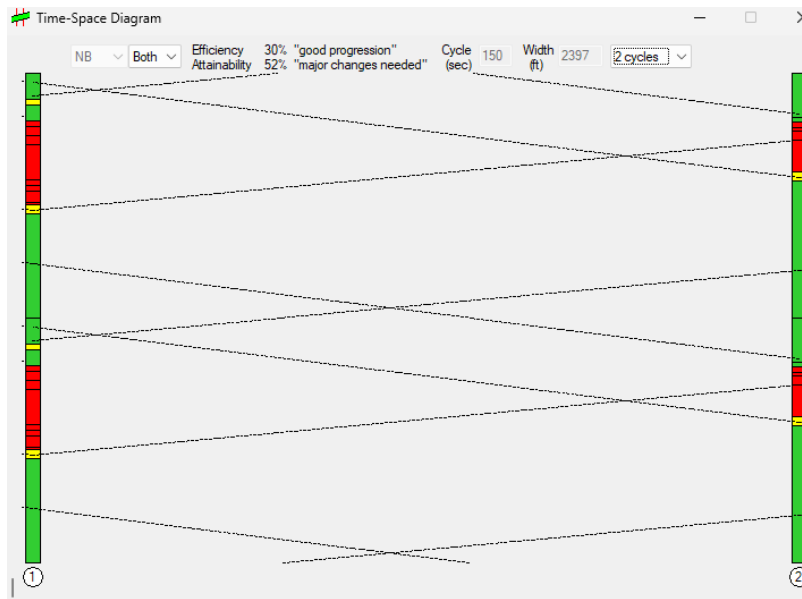 Time-Space Diagram
NB Both Efficiency 30% "good progression" Cycle 150 Width 2397 2 cycles
Attainability 52% "major changes needed" (sec) (ft)
1 2